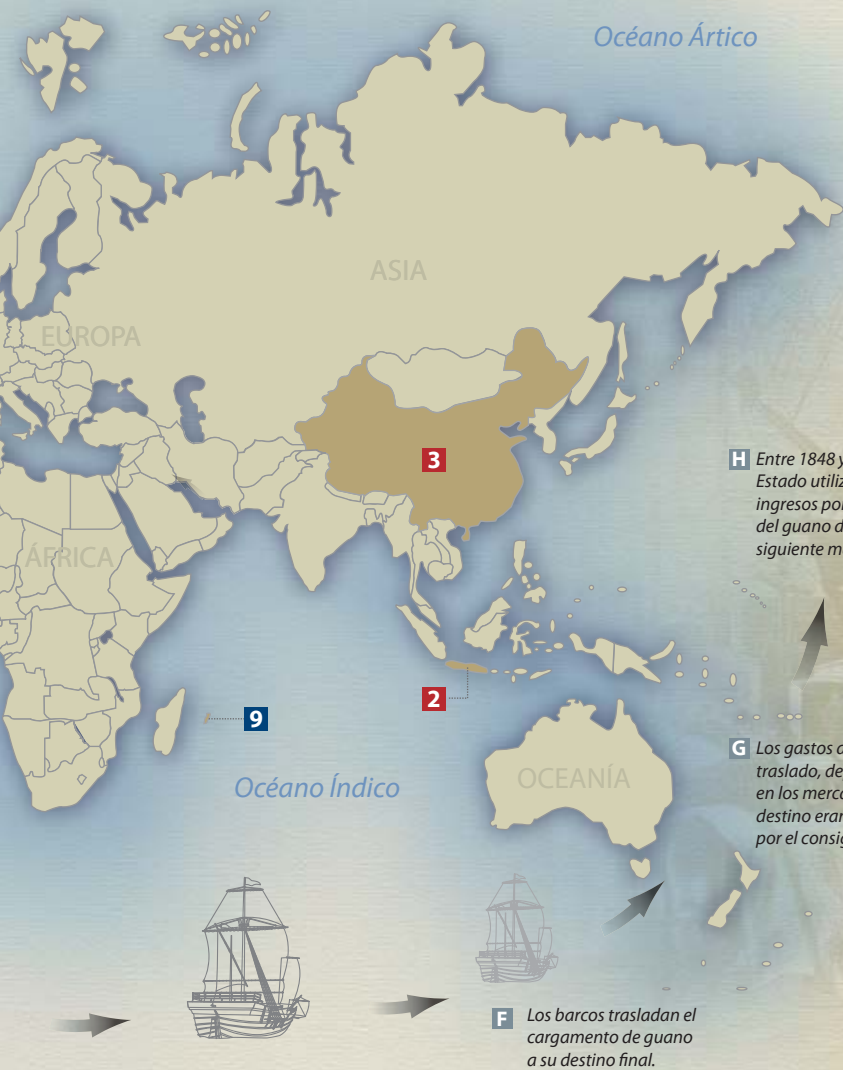 Océano Ártico
ASIA
EUROPA
3
H Entre 1848 y
Estado utiliz
ingresos por
del guano d
siguiente m
ÁFRICA
2
9
G Los gastos d
traslado, de
en los merca
destino eran
por el consig
OCEANÍA
Océano Índico
F Los barcos trasladan el
cargamento de guano
a su destino final.